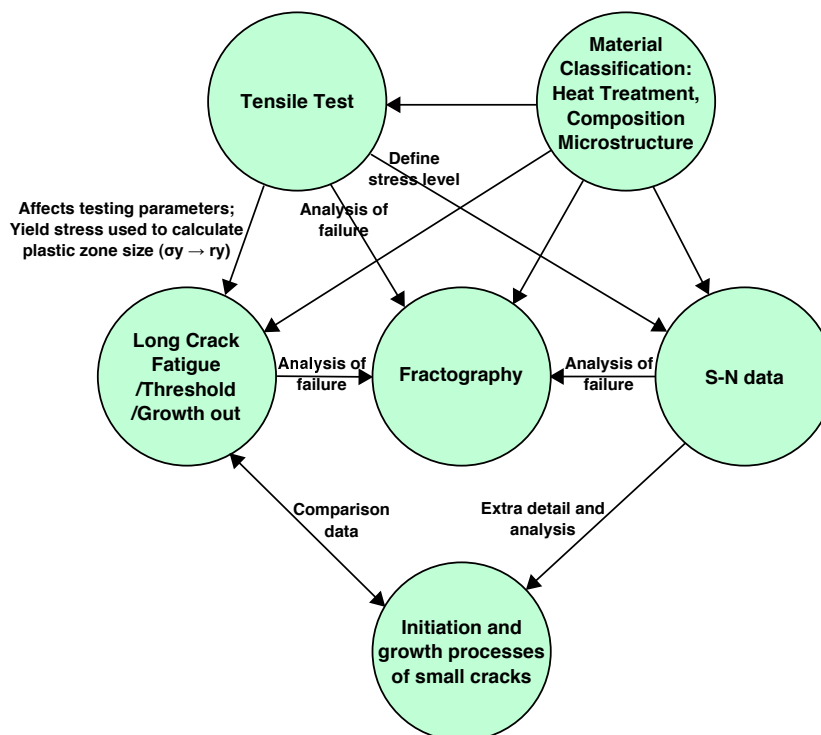 Tensile Test
Material
Classification:
Heat Treatment,
Composition
Microstructure
Define
stress level
Affects testing parameters;
Yield stress used to calculate
plastic zone size (σy → ry)
Analysis of
failure
Long Crack
Fatigue
/Threshold
/Growth out
Analysis of
failure
Fractography
Analysis of
failure
S-N data
Comparison
data
Extra detail and
analysis
Initiation and
growth processes
of small cracks